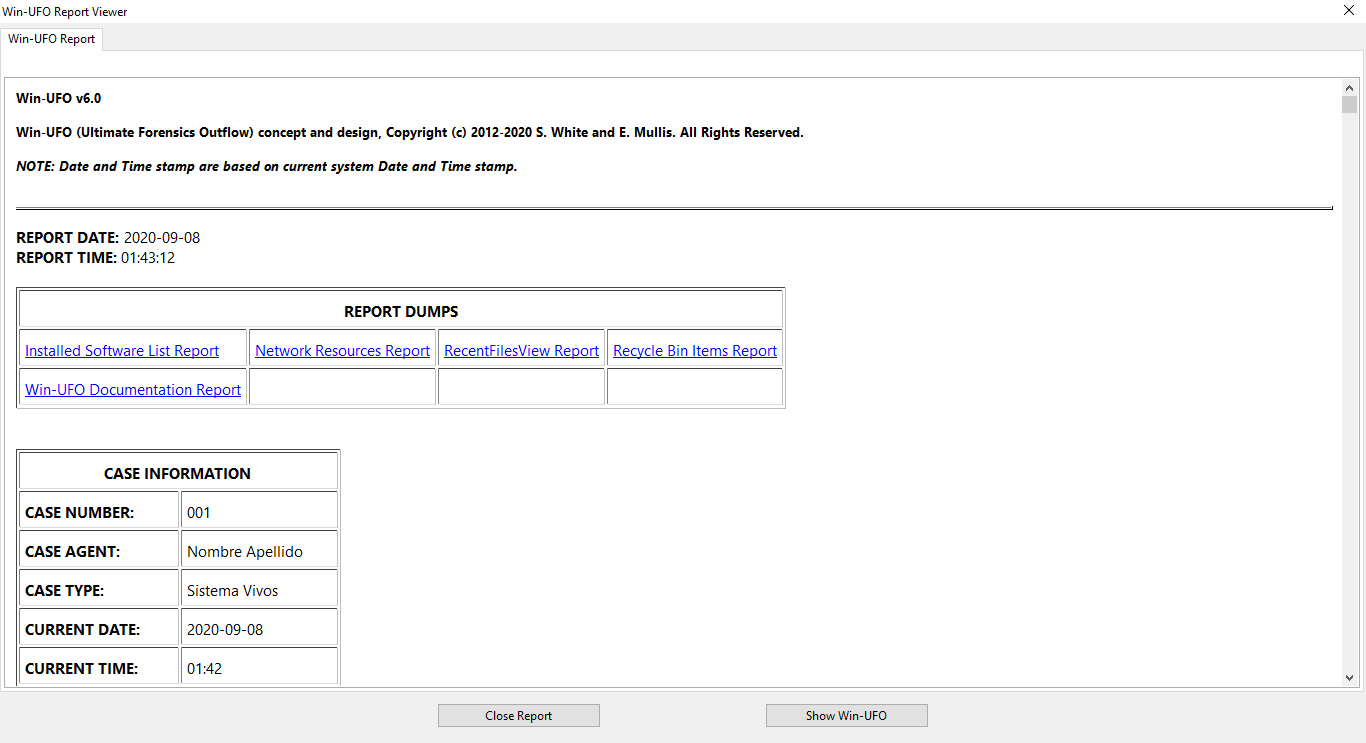 Win-UFO Report Viewer
Win-UFO Report
Win-UFO v6.0
Win-UFO (Ultimate Forensics Outflow) concept and design, Copyright (c) 2012-2020 S. White and E. Mullis. All Rights Reserved.
NOTE: Date and Time stamp are based on current system Date and Time stamp.
REPORT DATE: 2020-09-08
REPORT TIME: 01:43:12
REPORT DUMPS
Installed Software List Report Network Resources Report RecentFilesView Report Recycle Bin Items Report
Win-UFO Documentation Report
CASE INFORMATION
CASE NUMBER: 001
CASE AGENT: Nombre Apellido
CASE TYPE: Sistema Vivos
CURRENT DATE: 2020-09-08
CURRENT TIME: 01:42
Close Report Show Win-UFO